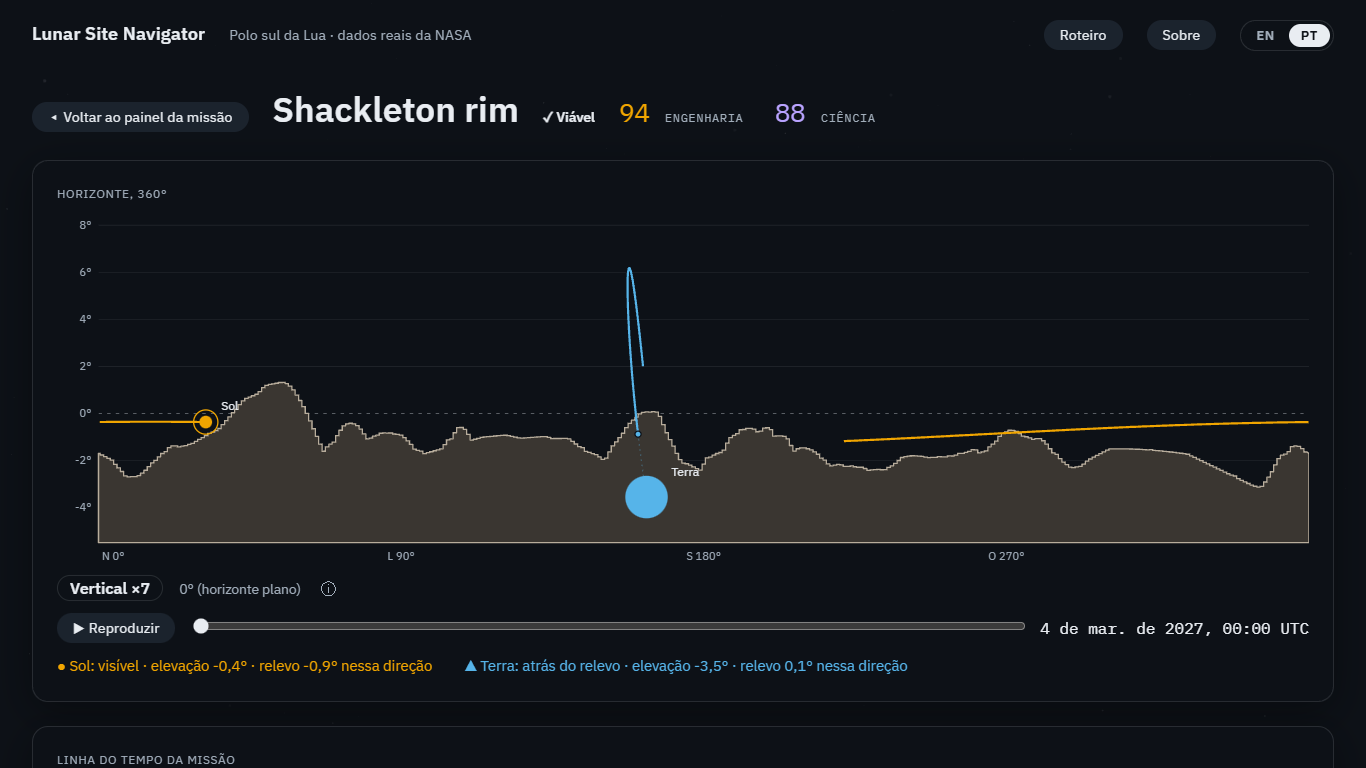 Lunar Site Navigator Polo sul da Lua · dados reais da NASA Roteiro Sobre EN PT
◂ Voltar ao painel da missão Shackleton rim ✓ Viável 94 ENGENHARIA 88 CIÊNCIA
HORIZONTE, 360°
8°
6°
4°
2°
Sol
0°
-2°
Terra
-4°
N 0° L 90° S 180° O 270°
Vertical ×7 0° (horizonte plano) ⓘ
▶ Reproduzir 4 de mar. de 2027, 00:00 UTC
● Sol: visível · elevação -0,4° · relevo -0,9° nessa direção ▲ Terra: atrás do relevo · elevação -3,5° · relevo 0,1° nessa direção
LINHA DO TEMPO DA MISSÃO